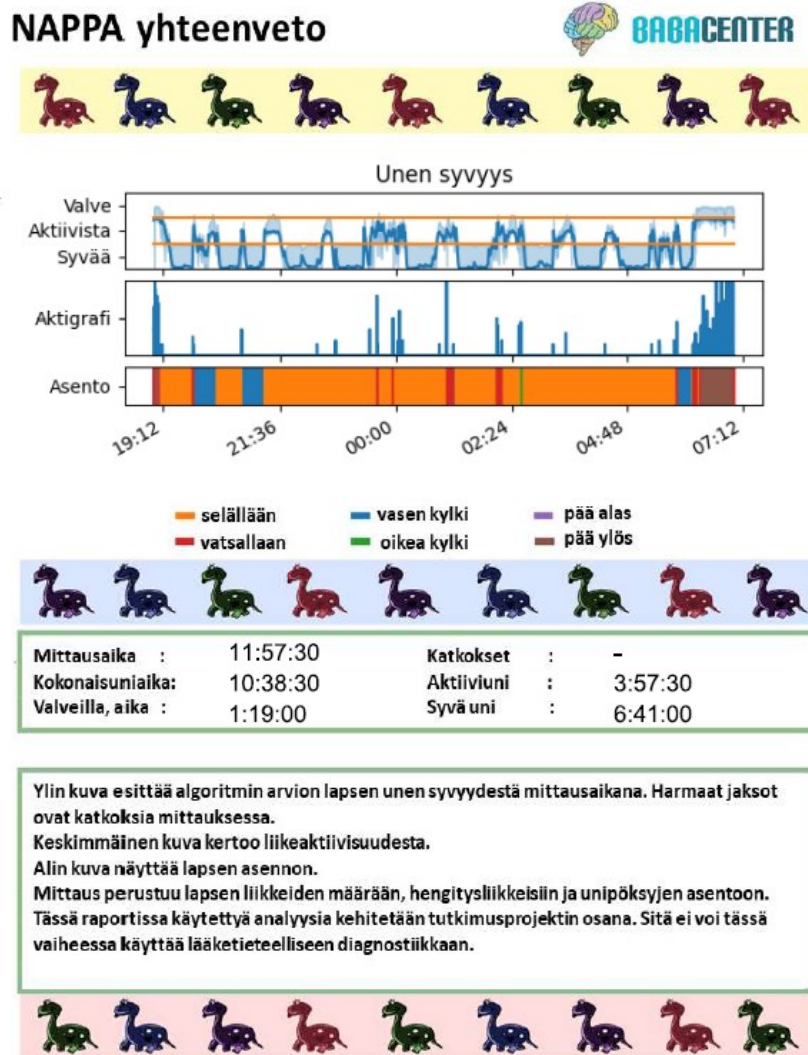 NAPPA yhteenveto
BABACENTER
Unen syvyys
Valve
Aktiivista
Syvää
Aktigrafi
Asento
19:12
21:36
00:00
02:24
04:48
07:12
selällään
vasen kylki
pää alas
vatsallaan
oikea kylki
pää ylös
Mittausaika : 11:57:30 Katkokset : -
Kokonaisuniaika: 10:38:30 Aktiiviuni : 3:57:30
Valveilla, aika : 1:19:00 Syvä uni : 6:41:00
Ylin kuva esittää algoritmin arvion lapsen unen syvyydestä mittausaikana. Harmaat jaksot
ovat katkoksia mittauksessa.
Keskimmäinen kuva kertoo liikeaktiivisuudesta.
Alin kuva näyttää lapsen asennon.
Mittaus perustuu lapsen liikkeiden määrään, hengitysliikkeisiin ja unipöksyjen asentoon.
Tässä raportissa käytettyä analyysia kehitetään tutkimusprojektin osana. Sitä ei voi tässä
vaiheessa käyttää lääketieteelliseen diagnostiikkaan.